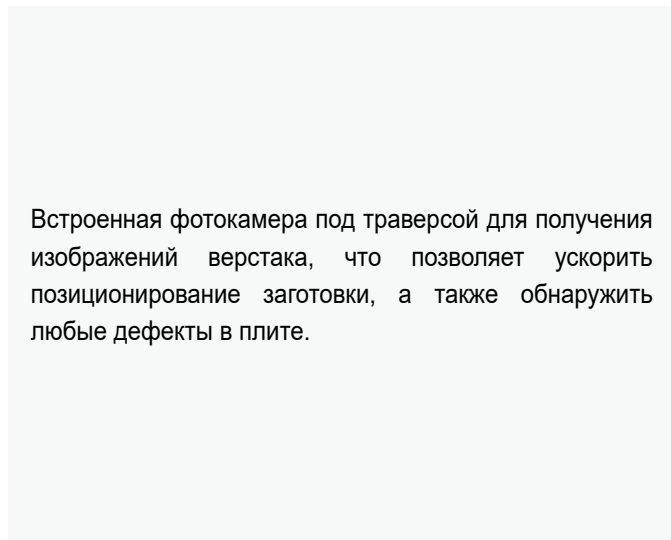 Встроенная фотокамера под траверсой для получения
изображений верстака, что позволяет ускорить
позиционирование заготовки, а также обнаружить
любые дефекты в плите.